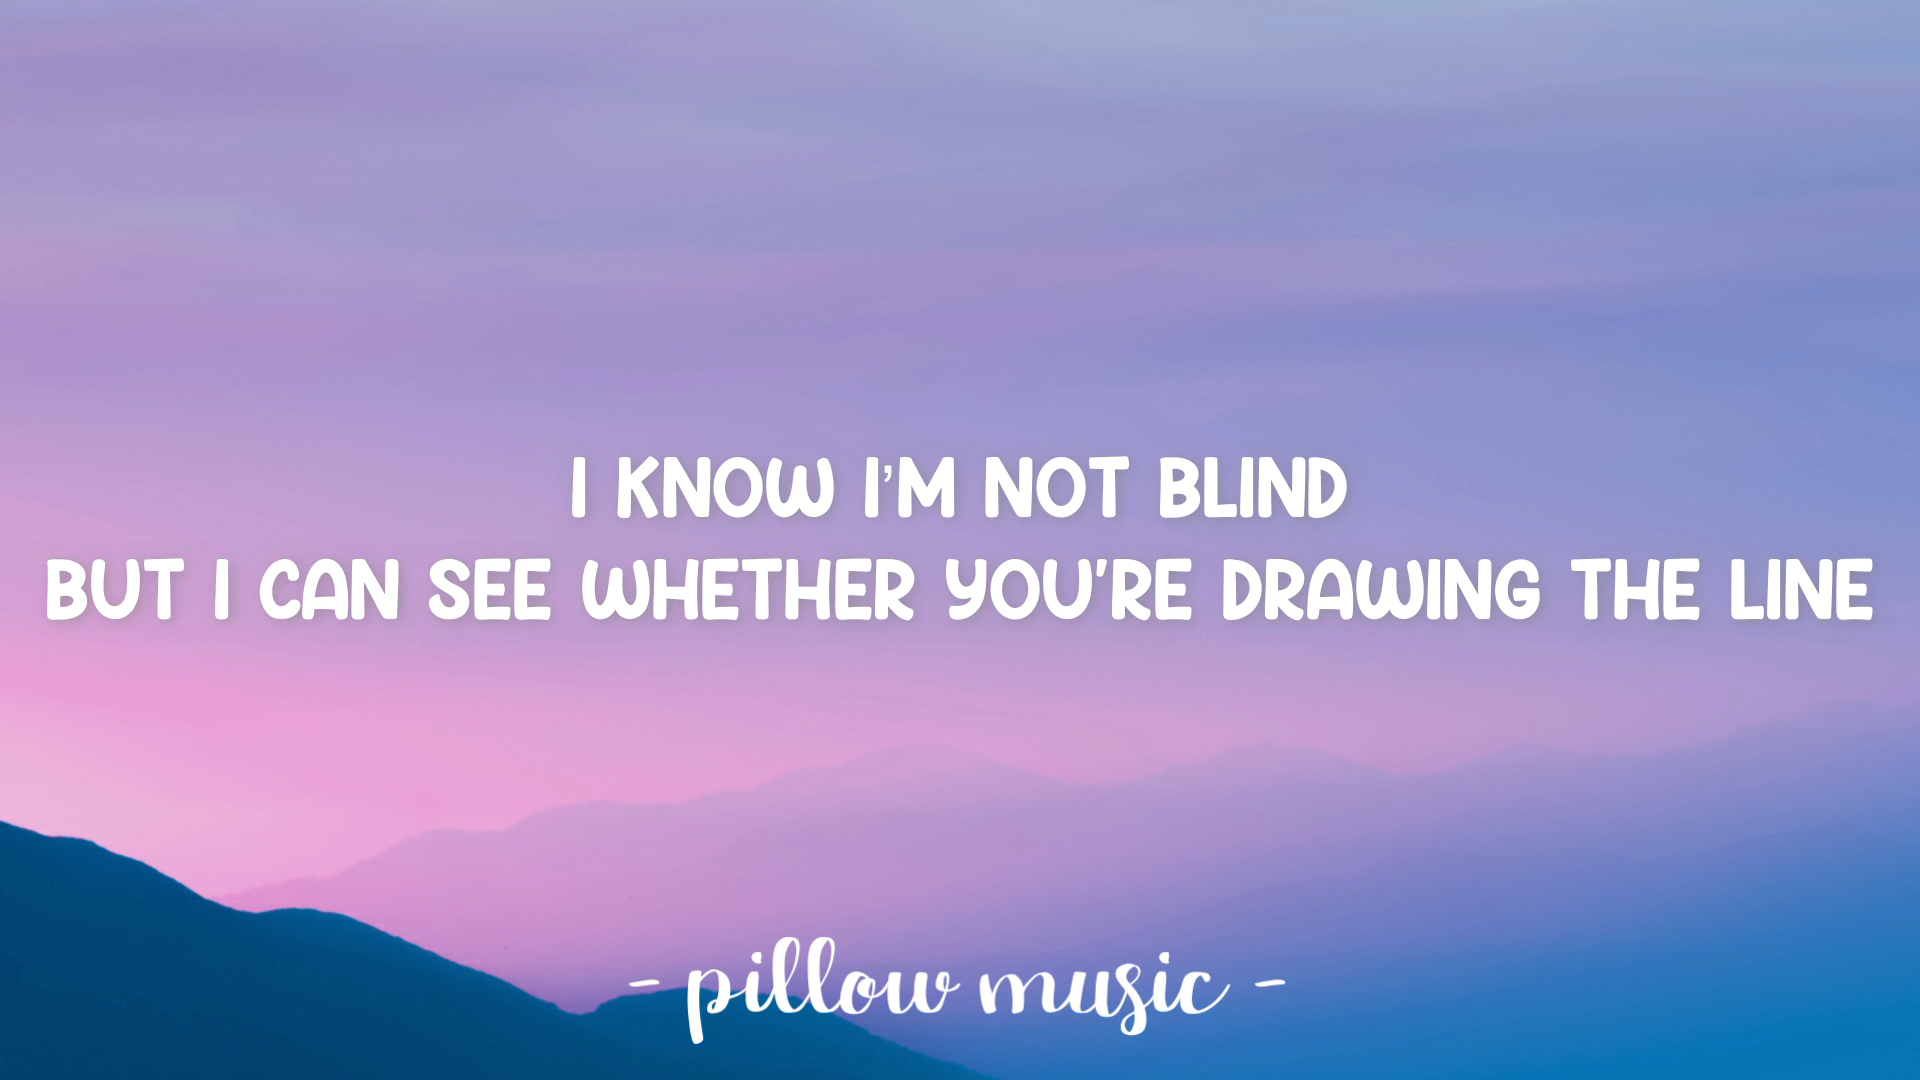 I KNOW I'M NOT BLIND
BUT I CAN SEE WHETHER YOU'RE DRAWING THE LINE
- pillow music -